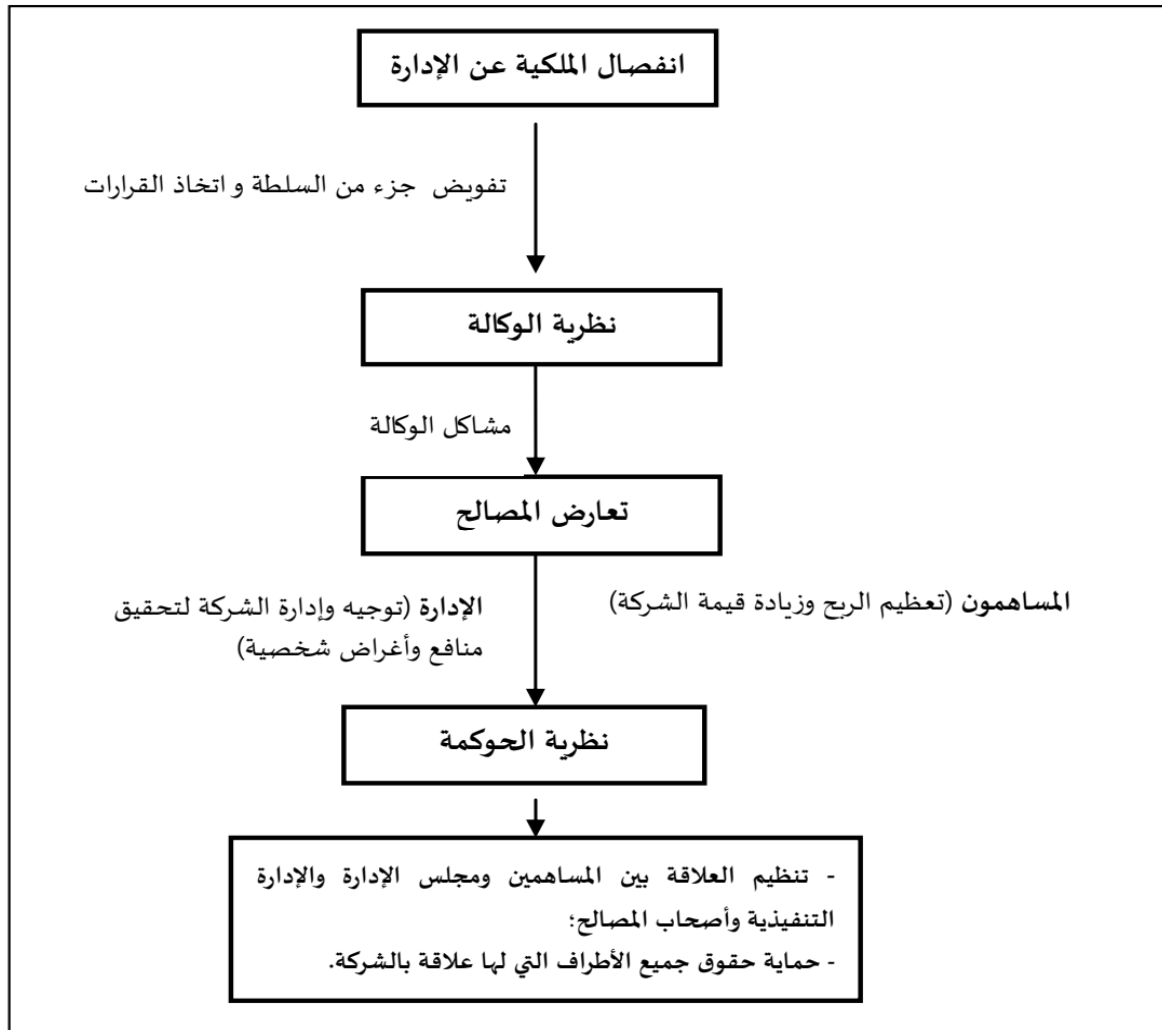 انفصال الملكية عن الإدارة
تفويض جزء من السلطة و اتخاذ القرارات
نظرية الوكالة
مشاكل الوكالة
تعارض المصالح
المساهمون (تعظيم الربح وزيادة قيمة الشركة)
الإدارة (توجيه وإدارة الشركة لتحقيق
منافع وأغراض شخصية)
نظرية الحوكمة
- تنظيم العلاقة بين المساهمين ومجلس الإدارة والإدارة
التنفيذية وأصحاب المصالح؛
- حماية حقوق جميع الأطراف التي لها علاقة بالشركة.